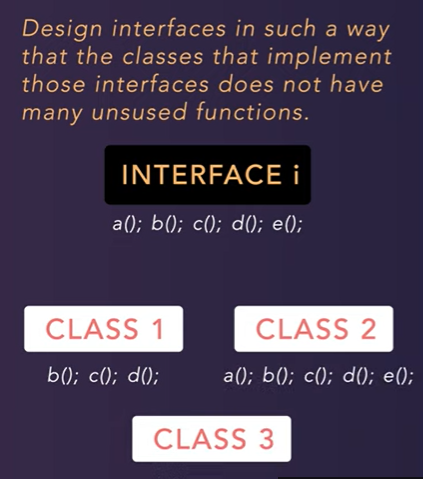 Design interfaces in such a way
that the classes that implement
those interfaces does not have
many unsused functions.
INTERFACE i
a(); b(); c(); d(); e();
CLASS 1
CLASS 2
b(); c(); d();
a(); b(); c(); d(); e();
CLASS 3